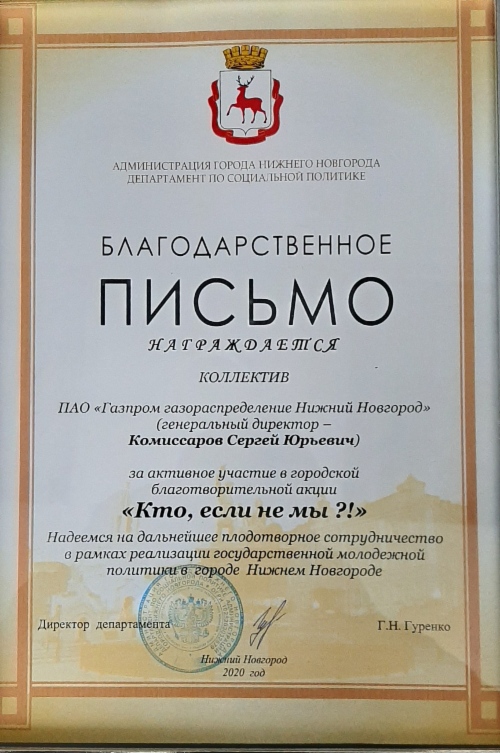 АДМИНИСТРАЦИЯ ГОРОДА НИЖНЕГО НОВГОРОДА
ДЕПАРТАМЕНТ ПО СОЦИАЛЬНОЙ ПОЛИТИКЕ
БЛАГОДАРСТВЕННОЕ
ПИСЬМО
НАГРАЖДАЕТСЯ
КОЛЛЕКТИВ
ПАО «Газпром газораспределение Нижний Новгород»
(генеральный директор –
Комиссаров Сергей Юрьевич)
за активное участие в городской
благотворительной акции
«Кто, если не мы ?!»
Надеемся на дальнейшее плодотворное сотрудничество
в рамках реализации государственной молодежной
политики в городе Нижнем Новгороде
Директор департамента
Г.Н. Гуренко
Нижний Новгород
2020 год